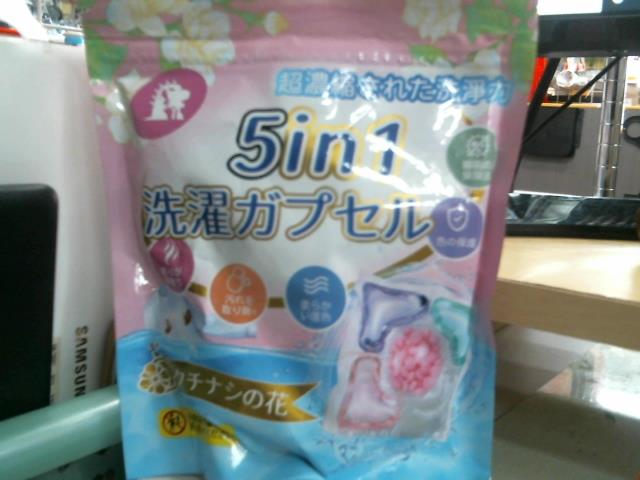 超濃縮された洗浄力
5in1
洗濯ガプセル
色の保護
汚れを
取り除く
クチナシの花
SAMSUN